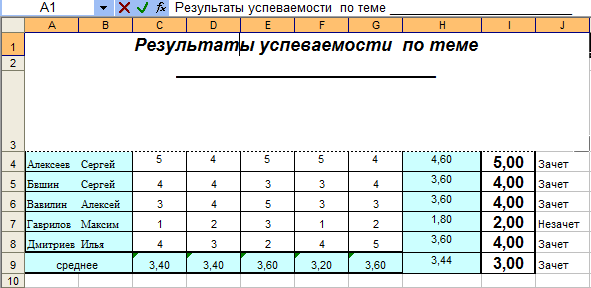 A1 Результаты успеваемости по теме ____________________
A B C D E F G H I J
1 Результаты успеваемости по теме
2 ____________________
3
4 Алексеев Сергей 5 4 5 5 4 4,60 5,00 Зачет
5 Бвшин Сергей 4 4 3 3 4 3,60 4,00 Зачет
6 Вавилин Алексей 3 4 5 3 3 3,60 4,00 Зачет
7 Гаврилов Максим 1 2 3 1 2 1,80 2,00 Незачет
8 Дмитриев Илья 4 3 2 4 5 3,60 4,00 Зачет
9 среднее 3,40 3,40 3,60 3,20 3,60 3,44 3,00 Зачет
10